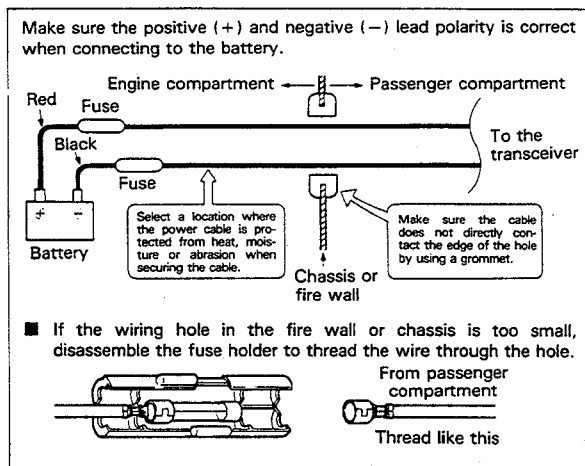 Make sure the positive (+) and negative (−) lead polarity is correct
when connecting to the battery.
Engine compartment
Passenger compartment
Red
Fuse
Black
Fuse
To the
transceiver
+
−
Battery
Select a location where
the power cable is pro-
tected from heat, mois-
ture or abrasion when
securing the cable.
Make sure the cable
does not directly con-
tact the edge of the hole
by using a grommet.
Chassis or
fire wall
■ If the wiring hole in the fire wall or chassis is too small,
disassemble the fuse holder to thread the wire through the hole.
From passenger
compartment
Thread like this